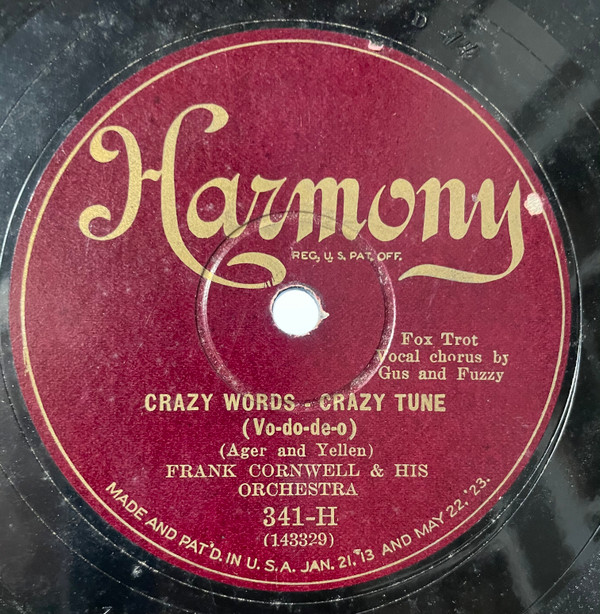 Harmony
REG. U. S. PAT. OFF.
Fox Trot
Vocal chorus by
Gus and Fuzzy
CRAZY WORDS - CRAZY TUNE
(Vo-do-de-o)
(Ager and Yellen)
FRANK CORNWELL & HIS
ORCHESTRA
341-H
(143329)
MADE AND PAT'D. IN U. S. A. JAN. 21, '13 AND MAY 22, '23.